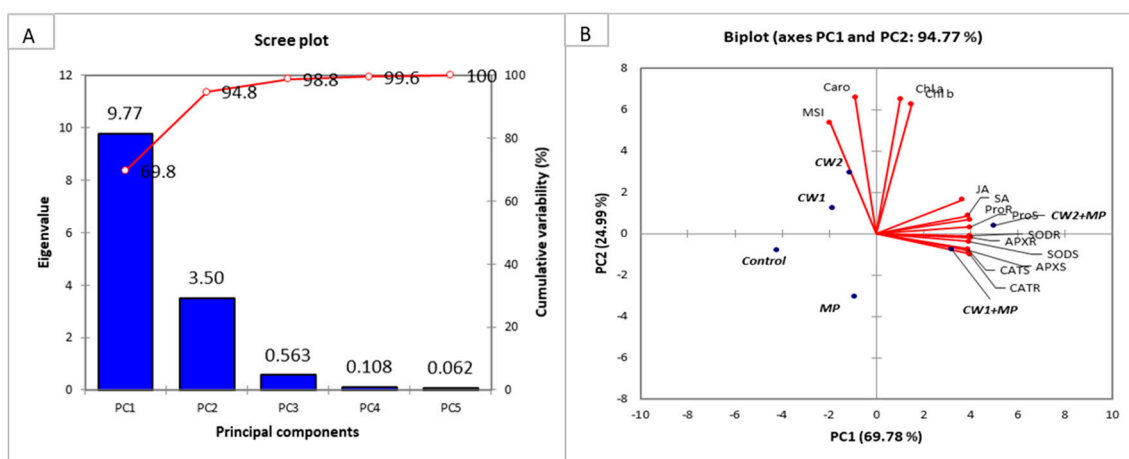 A
Scree plot
12
10
8
6
4
2
0
Eigenvalue
9.77
3.50
0.563
0.108
0.062
69.8
94.8
98.8
99.6
100
100
80
60
40
20
0
Cumulative variability (%)
PC1 PC2 PC3 PC4 PC5
Principal components
B
Biplot (axes PC1 and PC2: 94.77 %)
8
6
4
2
0
-2
-4
-6
-8
PC2 (24.99 %)
Caro
Chl a
Chl b
MSI
CW2
CW1
JA
SA
ProR
ProS
CW2+MP
SODR
APXR
SODS
Control
APXS
CATS
CATR
MP
CW1+MP
-10 -8 -6 -4 -2 0 2 4 6 8 10
PC1 (69.78 %)